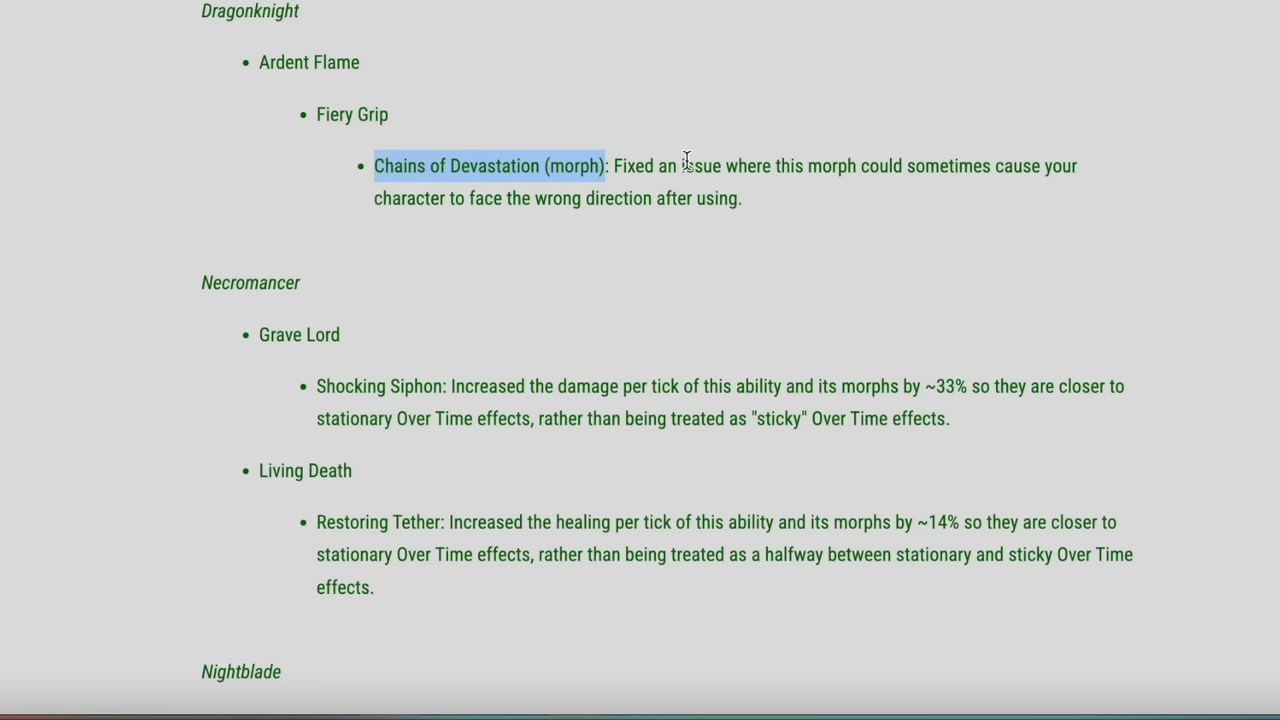 Dragonknight
• Ardent Flame
• Fiery Grip
• Chains of Devastation (morph): Fixed an issue where this morph could sometimes cause your
character to face the wrong direction after using.
Necromancer
• Grave Lord
• Shocking Siphon: Increased the damage per tick of this ability and its morphs by ~33% so they are closer to
stationary Over Time effects, rather than being treated as "sticky" Over Time effects.
• Living Death
• Restoring Tether: Increased the healing per tick of this ability and its morphs by ~14% so they are closer to
stationary Over Time effects, rather than being treated as a halfway between stationary and sticky Over Time
effects.
Nightblade